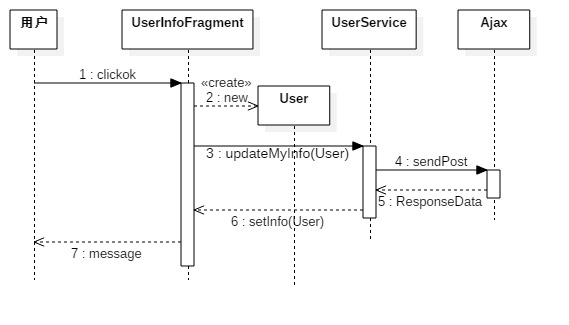 用户
UserInfoFragment
UserService
Ajax
1 : clickok
«create»
2 : new
User
3 : updateMyInfo(User)
4 : sendPost
5 : ResponseData
6 : setInfo(User)
7 : message